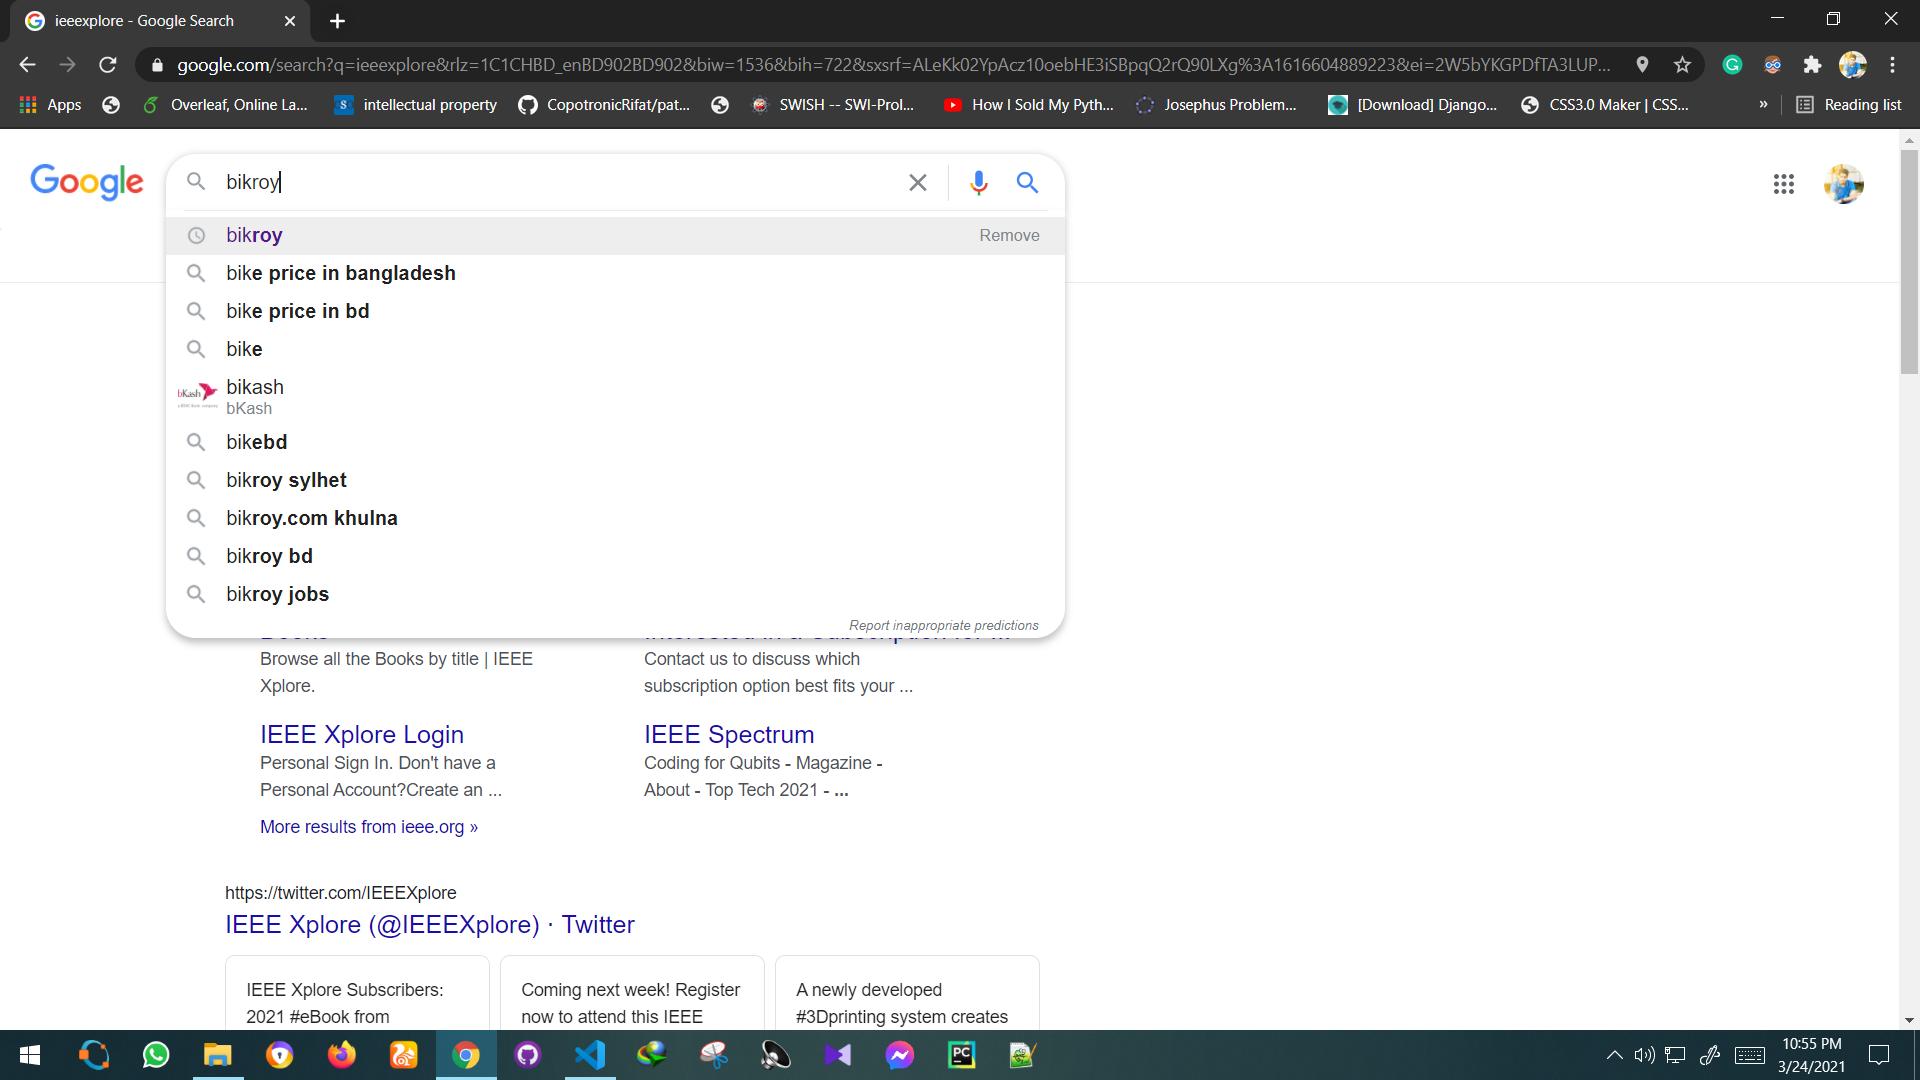 ieeexplore - Google Search
google.com/search?q=ieeexplore&rlz=1C1CHBD_enBD902BD902&biw=1536&bih=722&sxsrf=ALeKk02YpAcz10oebHE3iSBpqQ2rQ90LXg%3A1616604889223&ei=2W5bYKGPDfTA3LUP...
Apps Overleaf, Online La... intellectual property CopotronicRifat/pat... SWISH -- SWI-Prol... How I Sold My Pyth... Josephus Problem... [Download] Django... CSS3.0 Maker | CSS... » Reading list
Google
bikroy
bikroy Remove
bike price in bangladesh
bike price in bd
bike
bikash
bKash
bKash
bikebd
bikroy sylhet
bikroy.com khulna
bikroy bd
bikroy jobs
Report inappropriate predictions
Browse all the Books by title | IEEE
Xplore.
Contact us to discuss which
subscription option best fits your ...
IEEE Xplore Login
Personal Sign In. Don't have a
Personal Account?Create an ...
IEEE Spectrum
Coding for Qubits - Magazine -
About - Top Tech 2021 - ...
More results from ieee.org »
https://twitter.com/IEEEXplore
IEEE Xplore (@IEEEXplore) · Twitter
IEEE Xplore Subscribers:
2021 #eBook from
Coming next week! Register
now to attend this IEEE
A newly developed
#3Dprinting system creates
PC
10:55 PM
3/24/2021